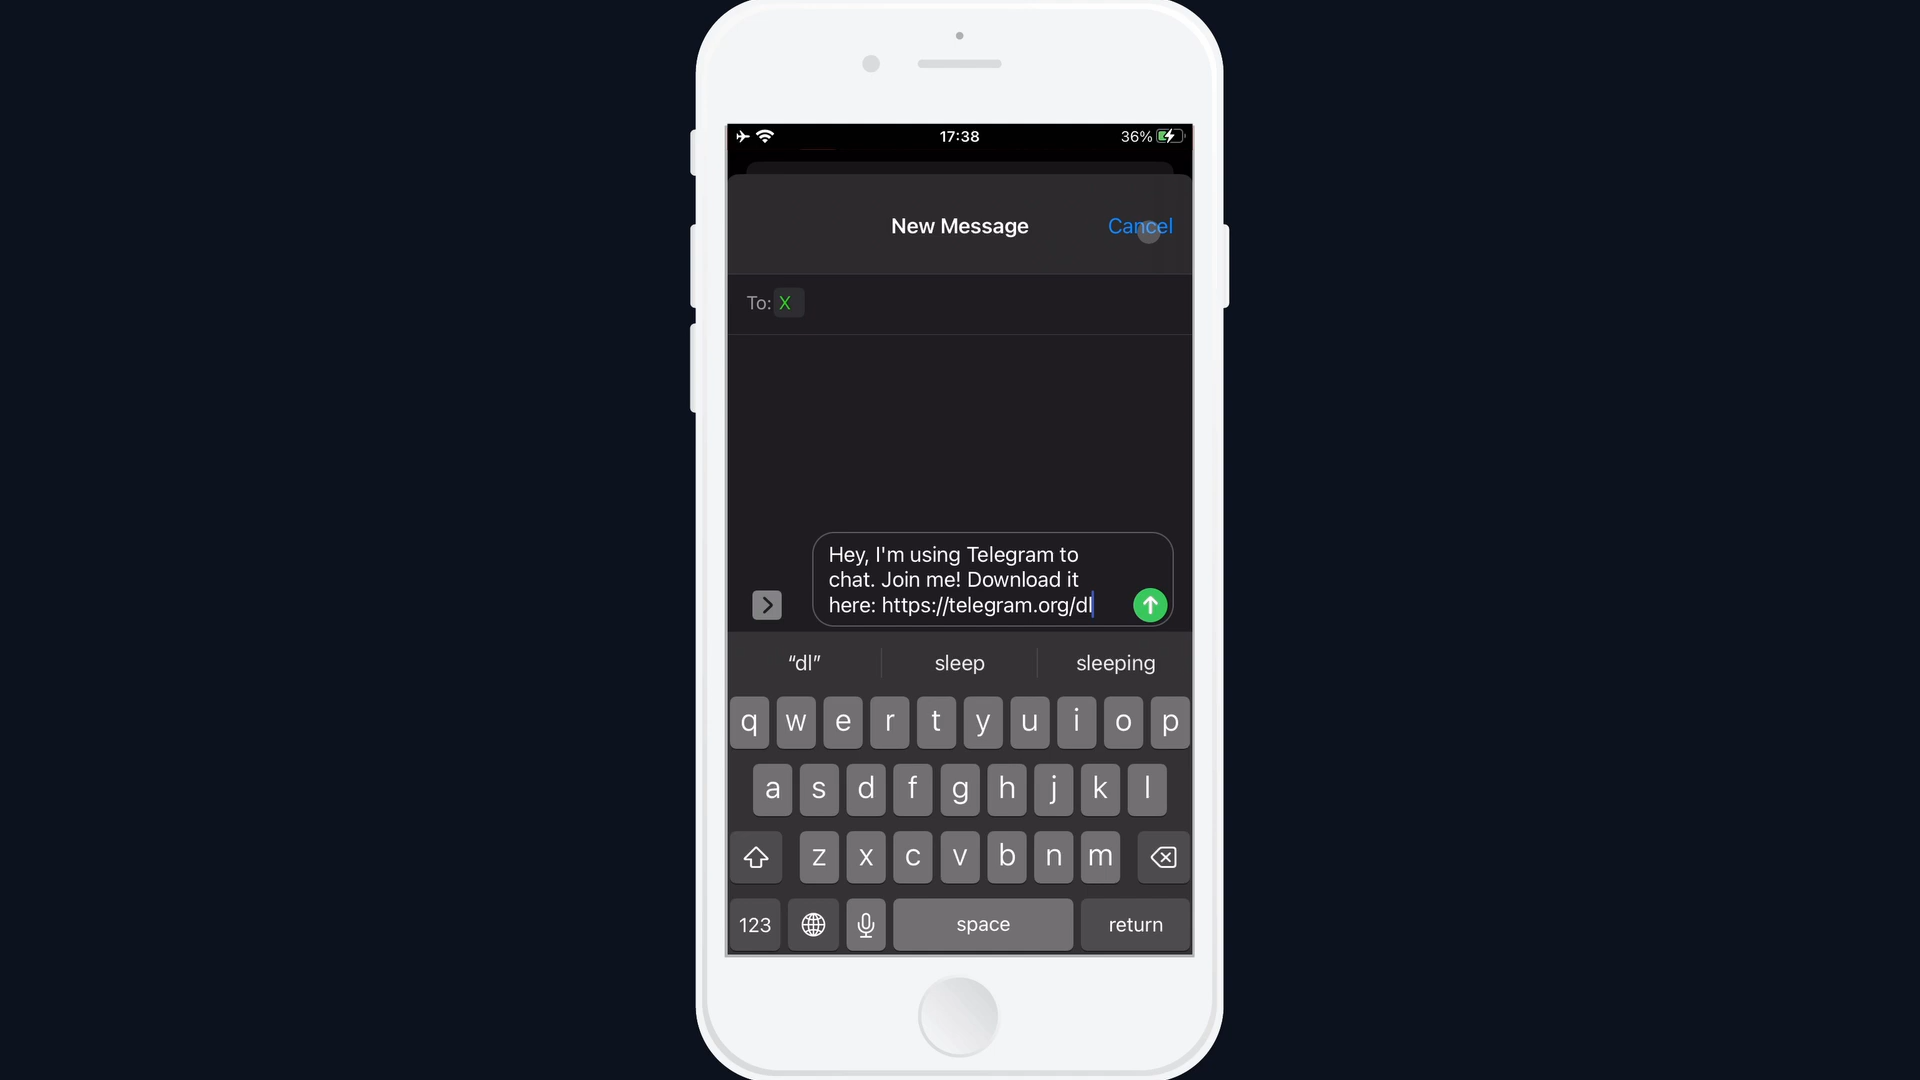 17:38
36%
New Message
Cancel
To: X
Hey, I'm using Telegram to
chat. Join me! Download it
here: https://telegram.org/dl
“dl”
sleep
sleeping
q w e r t y u i o p
a s d f g h j k l
z x c v b n m
123
space
return